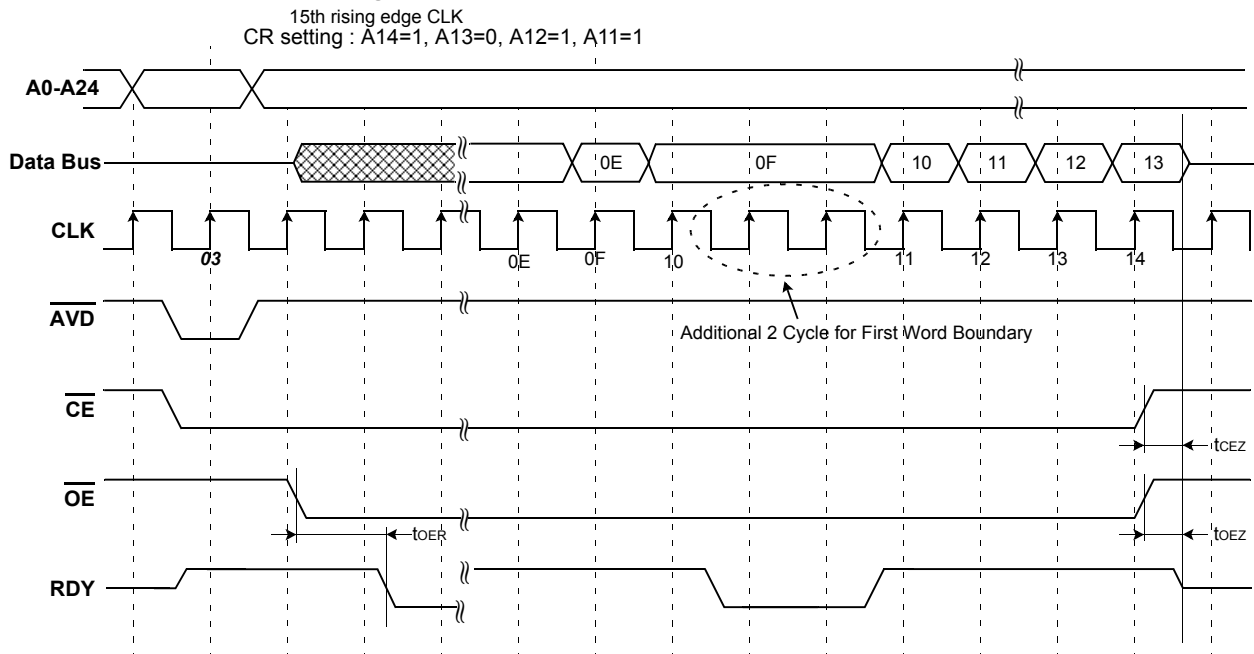 15th rising edge CLK
CR setting : A14=1, A13=0, A12=1, A11=1
A0-A24
Data Bus
0E 0F 10 11 12 13
CLK
03 0E 0F 10 11 12 13 14
AVD
Additional 2 Cycle for First Word Boundary
CE
tCEZ
OE
tOER
tOEZ
RDY